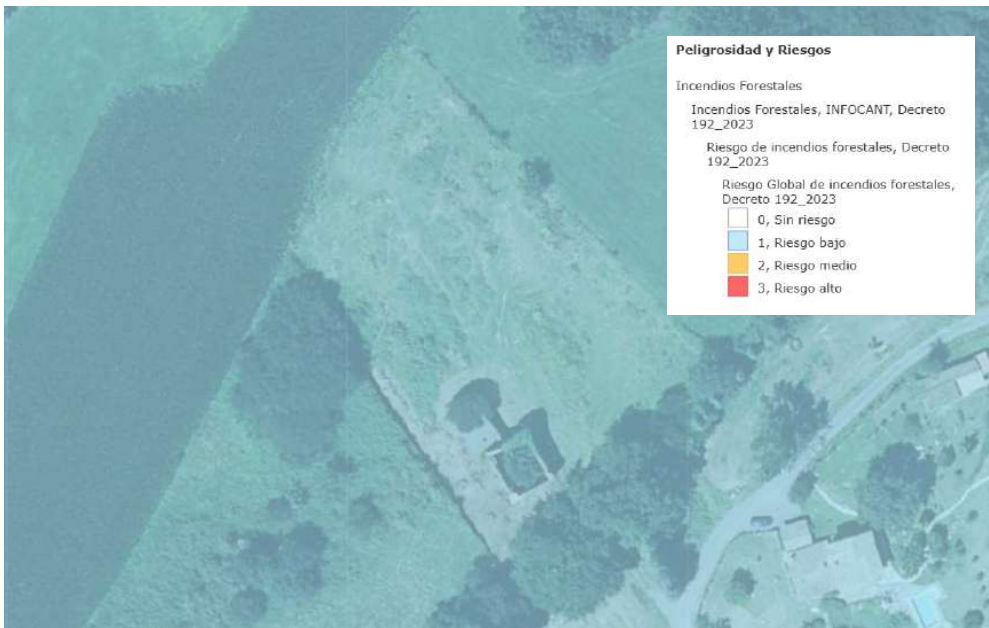 Peligrosidad y Riesgos
Incendios Forestales
Incendios Forestales, INFOCANT, Decreto
192_2023
Riesgo de incendios forestales, Decreto
192_2023
Riesgo Global de incendios forestales,
Decreto 192_2023
0, Sin riesgo
1, Riesgo bajo
2, Riesgo medio
3, Riesgo alto